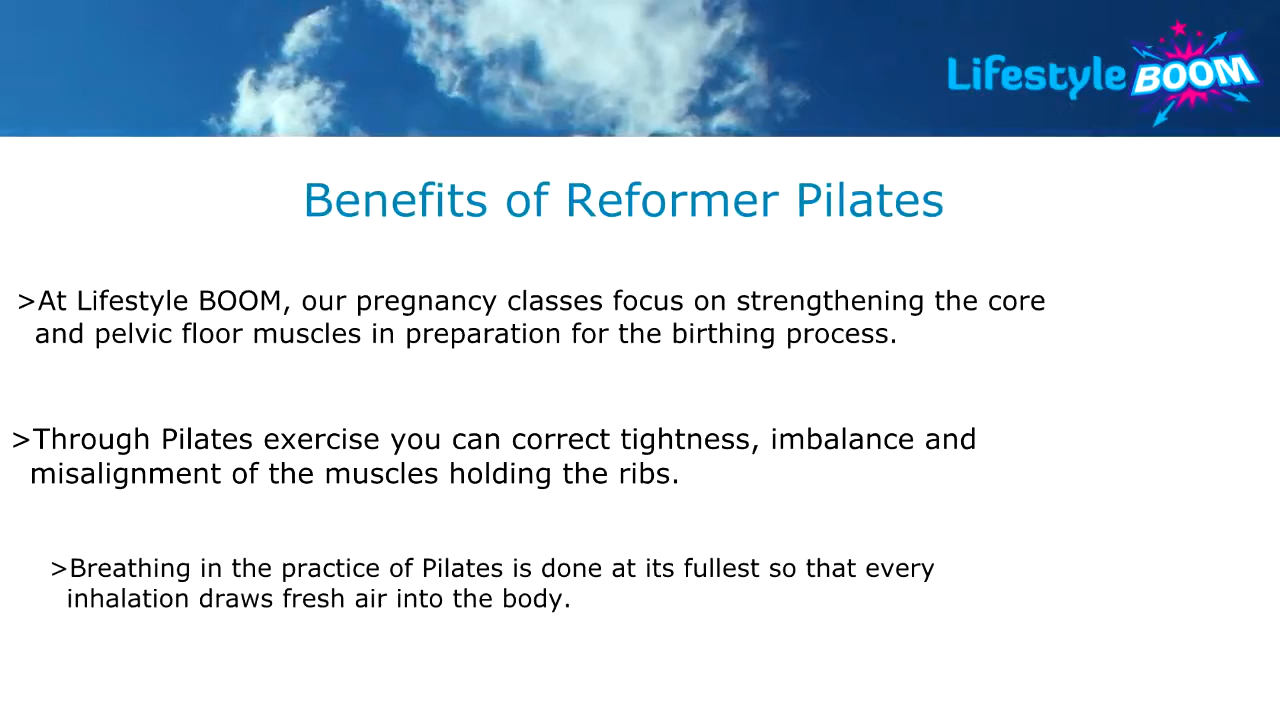 Lifestyle BOOM
Benefits of Reformer Pilates
>At Lifestyle BOOM, our pregnancy classes focus on strengthening the core
and pelvic floor muscles in preparation for the birthing process.
>Through Pilates exercise you can correct tightness, imbalance and
misalignment of the muscles holding the ribs.
>Breathing in the practice of Pilates is done at its fullest so that every
inhalation draws fresh air into the body.